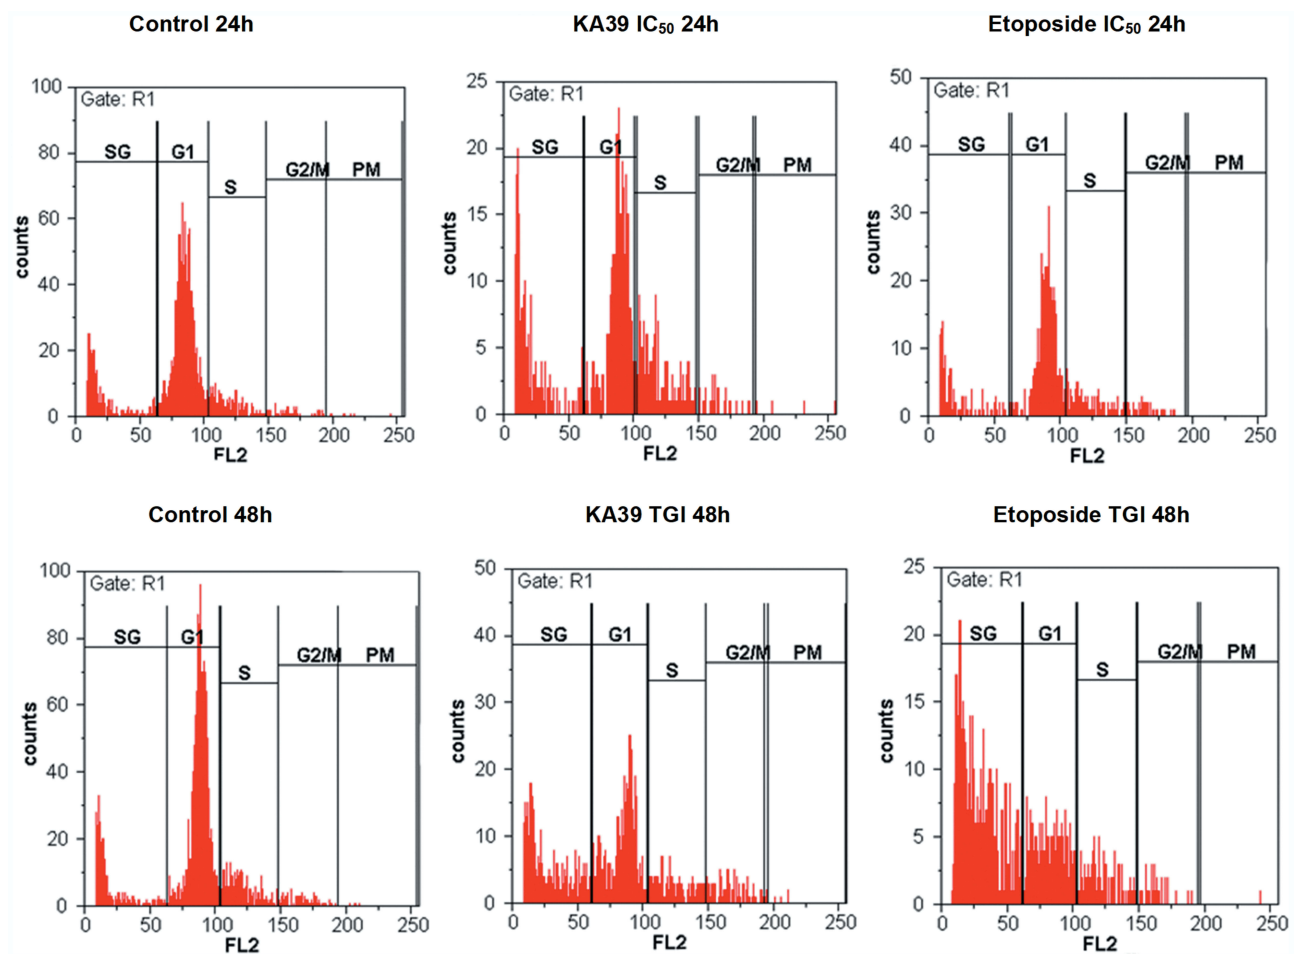 Control 24h
KA39 IC₅₀ 24h
Etoposide IC₅₀ 24h
100
80
60
40
20
0
counts
Gate: R1
SG
G1
S
G2/M
PM
0
50
100
150
200
250
FL2
25
20
15
10
5
0
counts
Gate: R1
SG
G1
S
G2/M
PM
0
50
100
150
200
250
FL2
50
40
30
20
10
0
counts
Gate: R1
SG
G1
S
G2/M
PM
0
50
100
150
200
250
FL2
Control 48h
KA39 TGI 48h
Etoposide TGI 48h
100
80
60
40
20
0
counts
Gate: R1
SG
G1
S
G2/M
PM
0
50
100
150
200
250
FL2
50
40
30
20
10
0
counts
Gate: R1
SG
G1
S
G2/M
PM
0
50
100
150
200
250
FL2
25
20
15
10
5
0
counts
Gate: R1
SG
G1
S
G2/M
PM
0
50
100
150
200
250
FL2